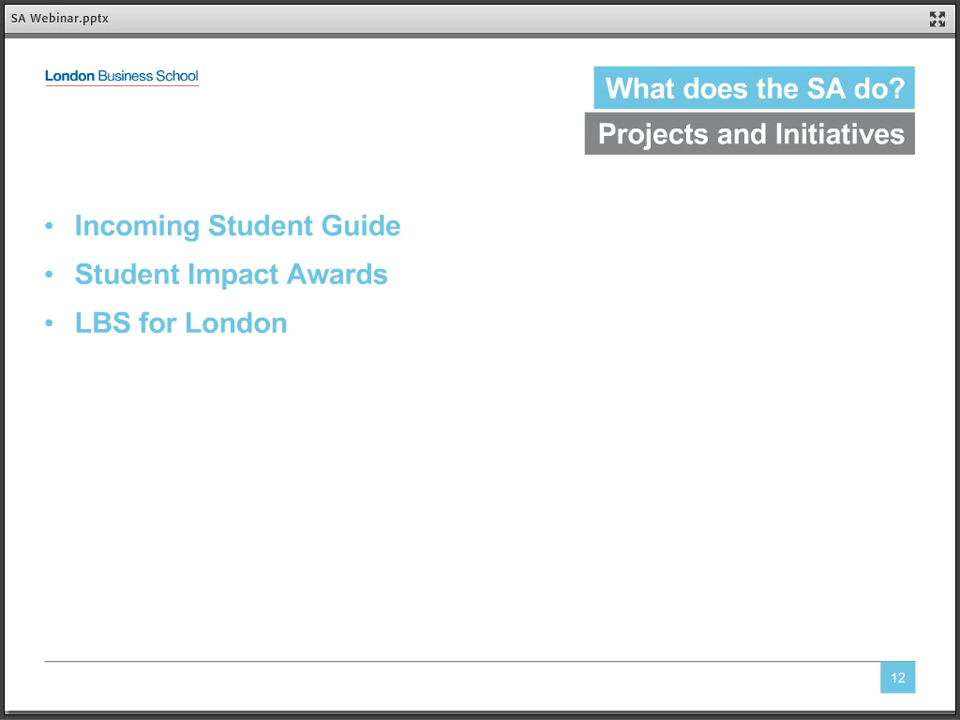 SA Webinar.pptx
London Business School
What does the SA do?
Projects and Initiatives
• Incoming Student Guide
• Student Impact Awards
• LBS for London
12